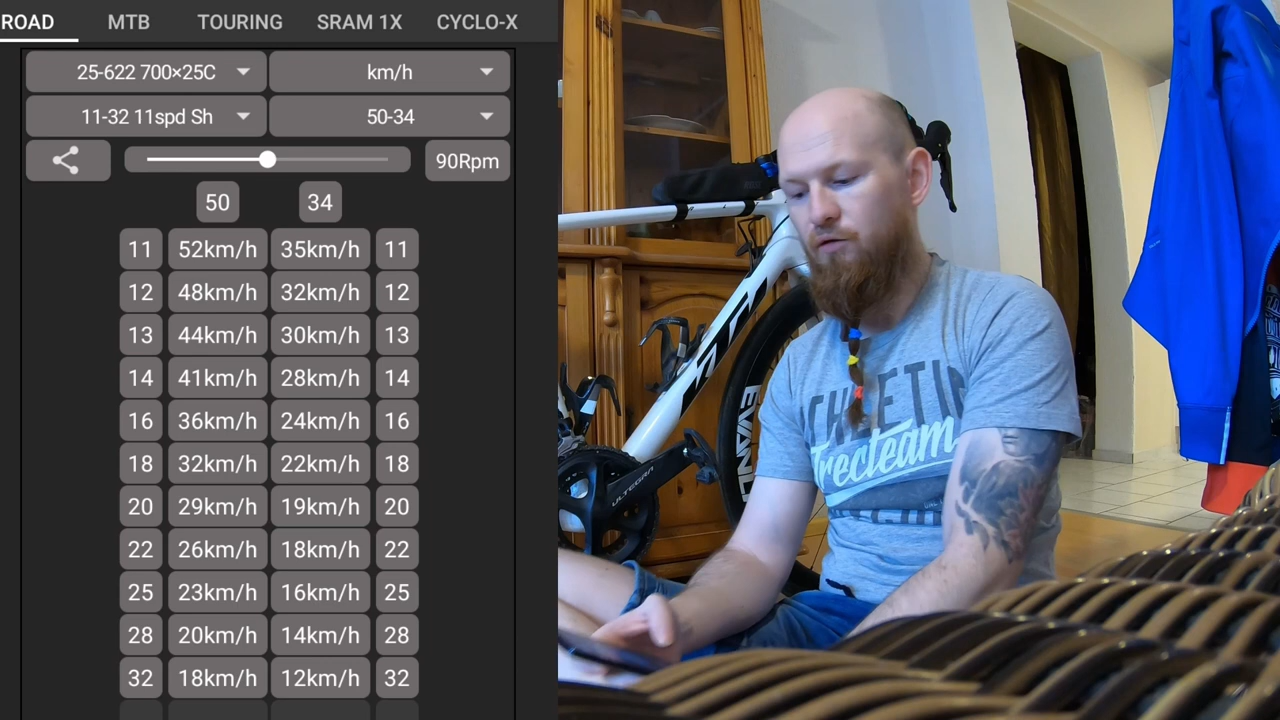 ROAD MTB TOURING SRAM 1X CYCLO-X
25-622 700×25C km/h
11-32 11spd Sh 50-34
90Rpm
50 34
11 52km/h 35km/h 11
12 48km/h 32km/h 12
13 44km/h 30km/h 13
14 41km/h 28km/h 14
16 36km/h 24km/h 16
18 32km/h 22km/h 18
20 29km/h 19km/h 20
22 26km/h 18km/h 22
25 23km/h 16km/h 25
28 20km/h 14km/h 28
32 18km/h 12km/h 32
ULTEGRA
EVANL
Trecteam